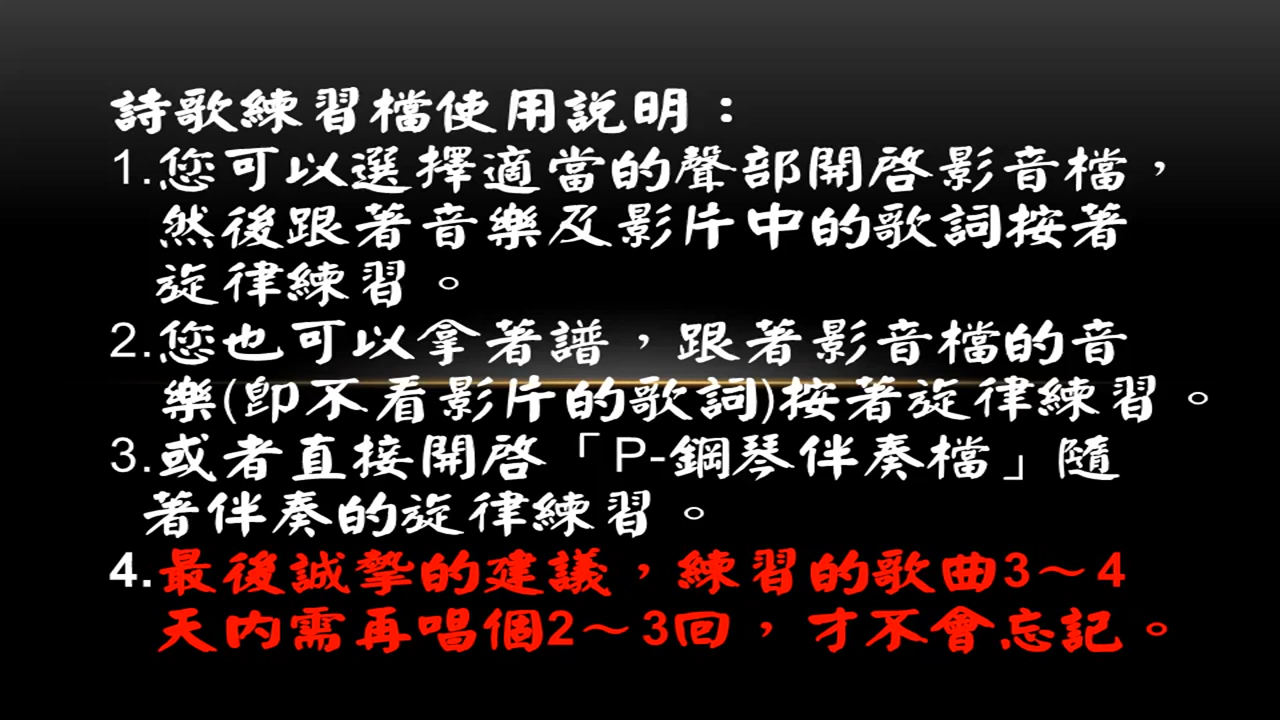 詩歌練習檔使用說明：
1.您可以選擇適當的聲部開啓影音檔，
然後跟著音樂及影片中的歌詞按著
旋律練習。
2.您也可以拿著譜，跟著影音檔的音
樂(即不看影片的歌詞)按著旋律練習。
3.或者直接開啓「P-鋼琴伴奏檔」隨
著伴奏的旋律練習。
4.最後誠摯的建議，練習的歌曲3～4
天內需再唱個2～3回，才不會忘記。